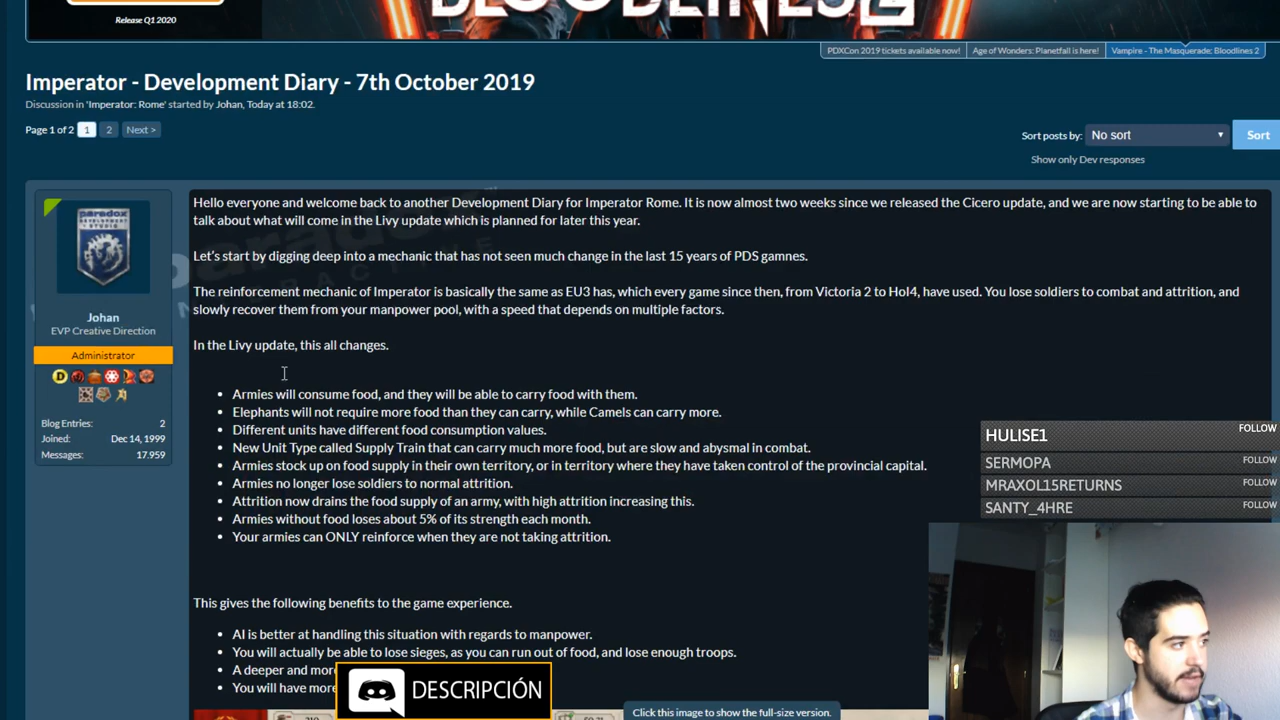 Release Q1 2020
BLOODLINES 2
PDXCon 2019 tickets available now!
Age of Wonders: Planetfall is here!
Vampire - The Masquerade: Bloodlines 2
Imperator - Development Diary - 7th October 2019
Discussion in 'Imperator: Rome' started by Johan, Today at 18:02.
Page 1 of 2 1 2 Next >
Sort posts by: No sort Sort
Show only Dev responses
paradox
DEVELOPMENT
STUDIO
Johan
EVP Creative Direction
Administrator
Blog Entries: 2
Joined: Dec 14, 1999
Messages: 17.959
Hello everyone and welcome back to another Development Diary for Imperator Rome. It is now almost two weeks since we released the Cicero update, and we are now starting to be able to
talk about what will come in the Livy update which is planned for later this year.
Let's start by digging deep into a mechanic that has not seen much change in the last 15 years of PDS gamnes.
The reinforcement mechanic of Imperator is basically the same as EU3 has, which every game since then, from Victoria 2 to HoI4, have used. You lose soldiers to combat and attrition, and
slowly recover them from your manpower pool, with a speed that depends on multiple factors.
In the Livy update, this all changes.
Armies will consume food, and they will be able to carry food with them.
Elephants will not require more food than they can carry, while Camels can carry more.
Different units have different food consumption values.
New Unit Type called Supply Train that can carry much more food, but are slow and abysmal in combat.
Armies stock up on food supply in their own territory, or in territory where they have taken control of the provincial capital.
Armies no longer lose soldiers to normal attrition.
Attrition now drains the food supply of an army, with high attrition increasing this.
Armies without food loses about 5% of its strength each month.
Your armies can ONLY reinforce when they are not taking attrition.
This gives the following benefits to the game experience.
AI is better at handling this situation with regards to manpower.
You will actually be able to lose sieges, as you can run out of food, and lose enough troops.
A deeper and more
You will have more
Click this image to show the full-size version.
DESCRIPCIÓN
HULISE1 FOLLOW
SERMOPA FOLLOW
MRAXOL15RETURNS FOLLOW
SANTY_4HRE FOLLOW